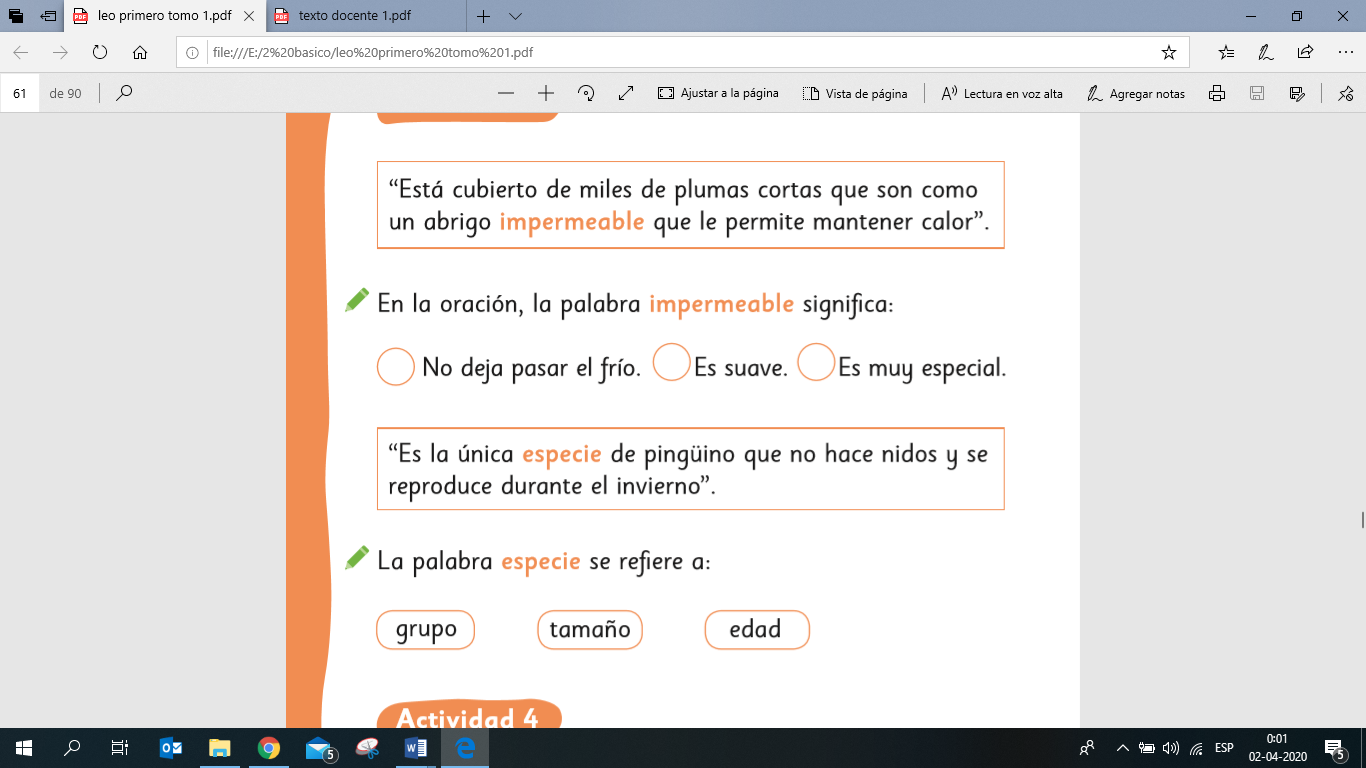 leo primero tomo 1.pdf
texto docente 1.pdf
file:///E:/2%20basico/leo%20primero%20tomo%201.pdf
61 de 90
Ajustar a la página
Vista de página
Lectura en voz alta
Agregar notas
“Está cubierto de miles de plumas cortas que son como
un abrigo impermeable que le permite mantener calor”.
En la oración, la palabra impermeable significa:
No deja pasar el frío. Es suave. Es muy especial.
“Es la única especie de pingüino que no hace nidos y se
reproduce durante el invierno”.
La palabra especie se refiere a:
grupo tamaño edad
Actividad 4
5
ESP
0:01
02-04-2020
5